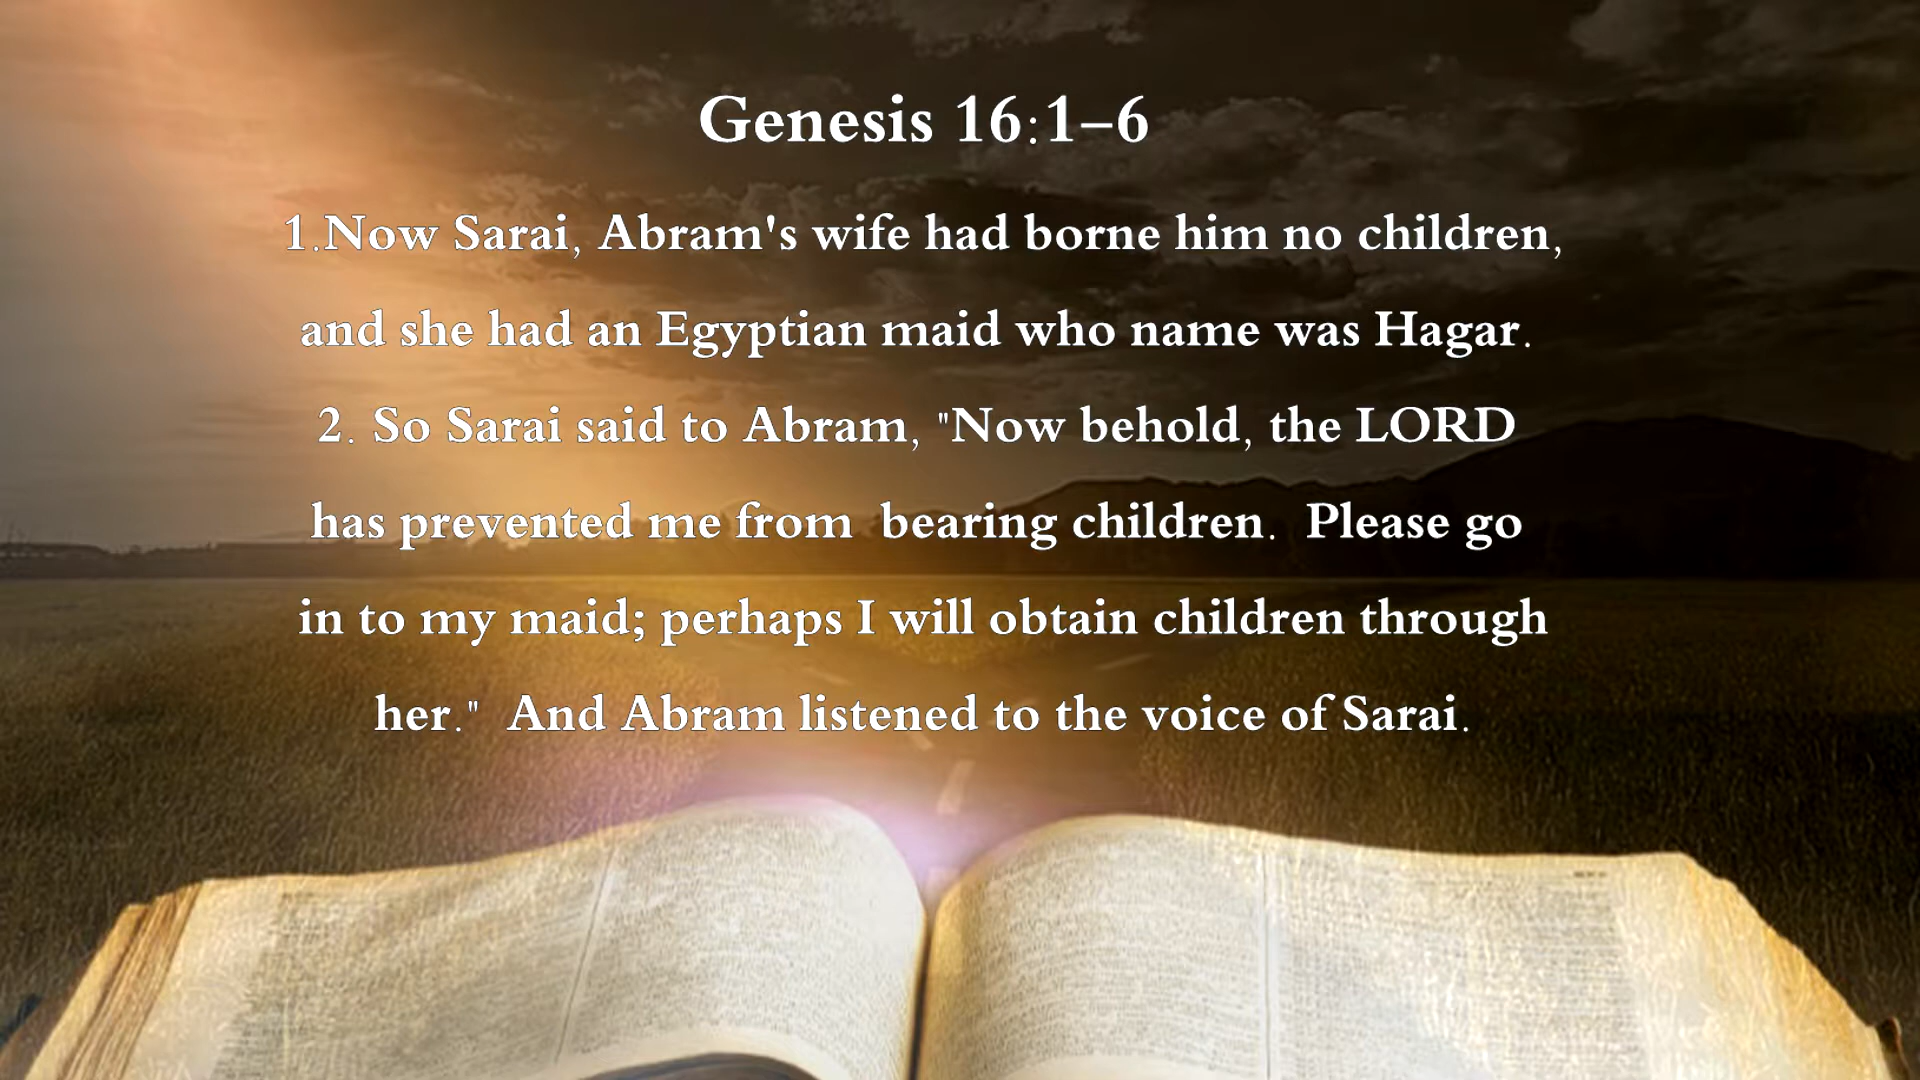 Genesis 16:1–6
1.Now Sarai, Abram's wife had borne him no children,
and she had an Egyptian maid who name was Hagar.
2. So Sarai said to Abram, "Now behold, the LORD
has prevented me from  bearing children.  Please go
in to my maid; perhaps I will obtain children through
her."  And Abram listened to the voice of Sarai.